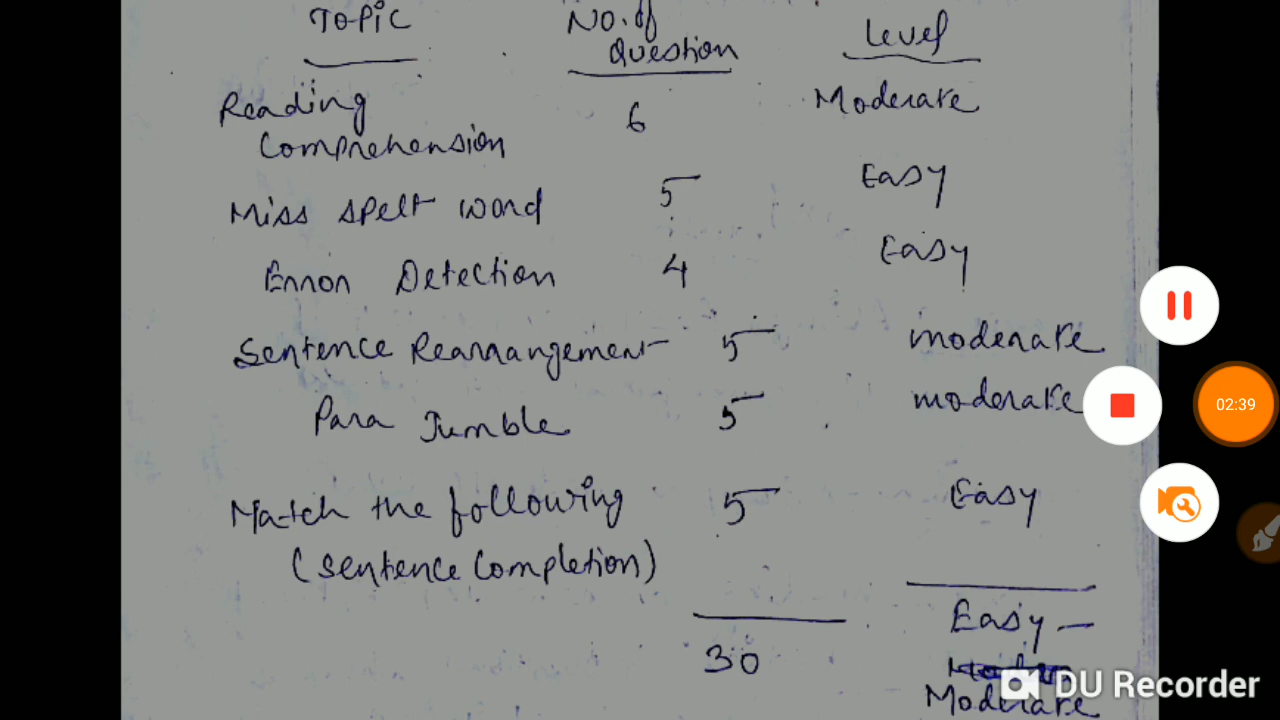 Topic No. of Question Level
Reading Comprehension 6 Moderate
Miss spelt word 5 Easy
Error Detection 4 Easy
Sentence Rearrangement 5 moderate
Para Jumble 5 moderate
Match the following 5 Easy
(Sentence Completion)
30 Easy –
Moderate
02:39
DU Recorder